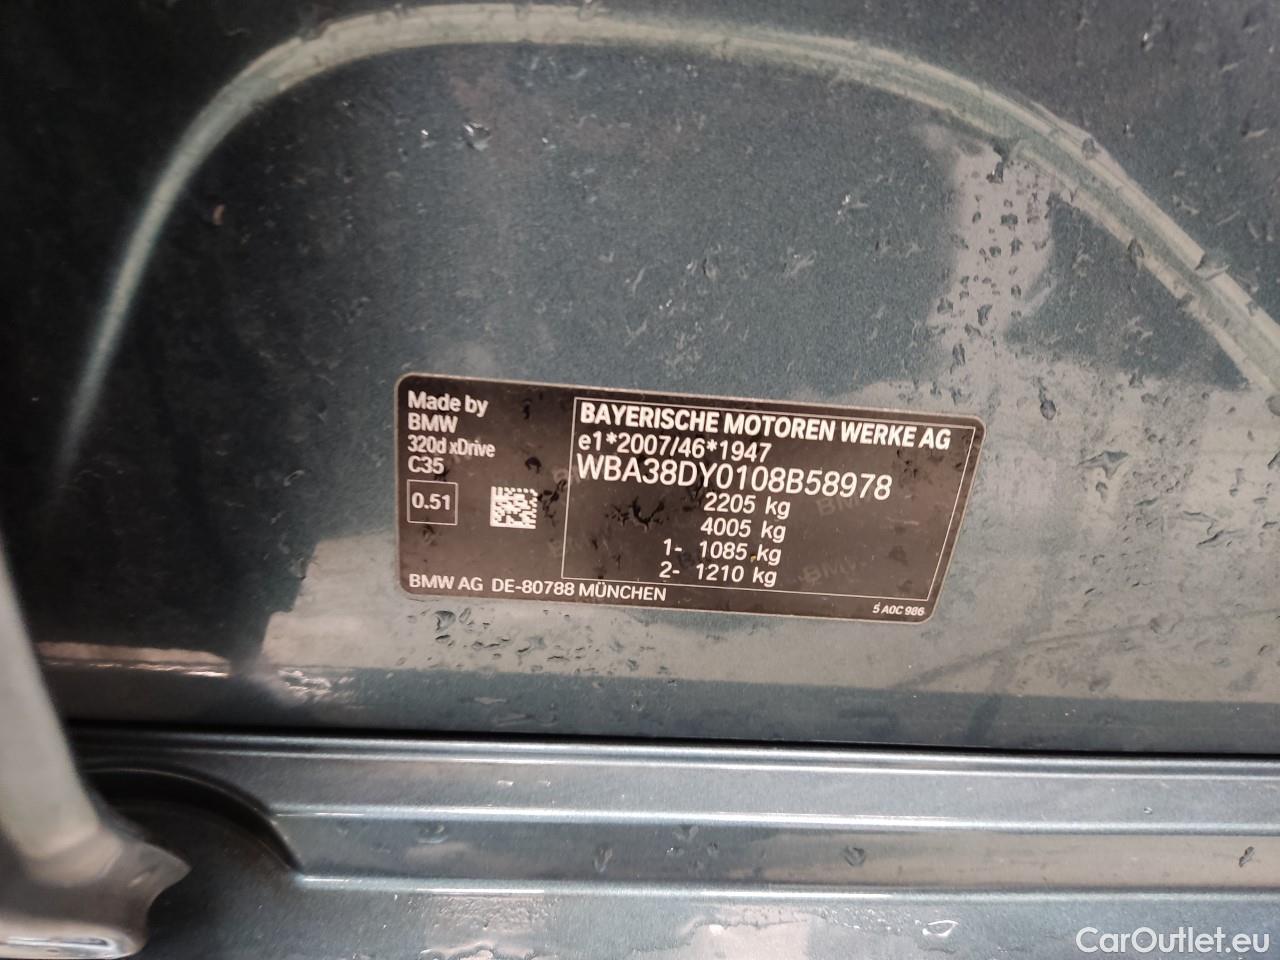 Made by
BMW
320d xDrive
C35
0.51
BAYERISCHE MOTOREN WERKE AG
e1*2007/46*1947
WBA38DY0108B58978
2205 kg
4005 kg
1- 1085 kg
2- 1210 kg
BMW AG DE-80788 MÜNCHEN
5 A0C 986
CarOutlet.eu